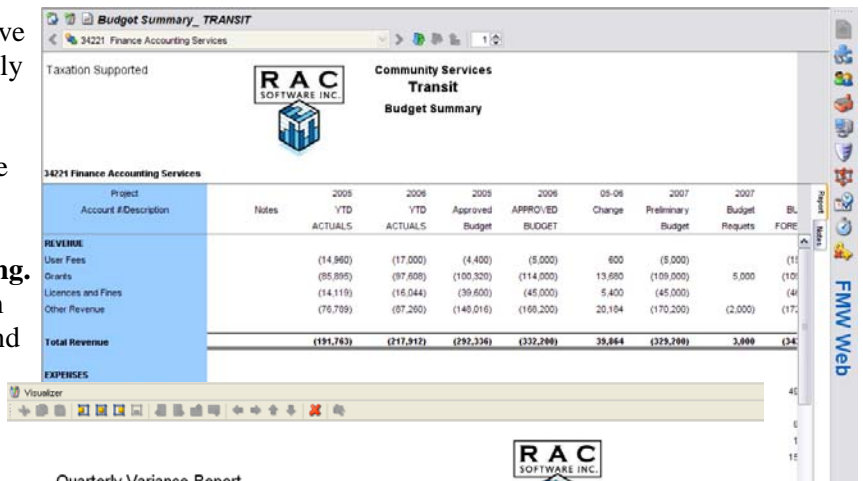 ve
ly
e
ng.
n
nd
Budget Summary_ TRANSIT
34221 Finance Accounting Services
1
Taxation Supported
RAC
SOFTWARE INC.
Community Services
Transit
Budget Summary
34221 Finance Accounting Services
Project 2005 2006 2005 2006 05-06 2007 2007
Account #/Description Notes YTD YTD Approved APPROVED Change Preliminary Budget BU
ACTUALS ACTUALS Budget BUDGET Budget Requets FORE
REVENUE
User Fees (14,960) (17,000) (4,400) (5,000) 600 (5,000)
Grants (85,895) (97,608) (100,320) (114,000) 13,680 (109,000) 5,000
Licences and Fines (14,119) (16,044) (39,600) (45,000) 5,400 (45,000)
Other Revenue (76,789) (87,260) (148,016) (168,200) 20,184 (170,200) (2,000)
Total Revenue (191,763) (217,912) (292,336) (332,200) 39,864 (329,200) 3,000
EXPENSES
Report
Notes
FMW Web
Visualizer
RAC
SOFTWARE INC.
Quarterly Variance Report